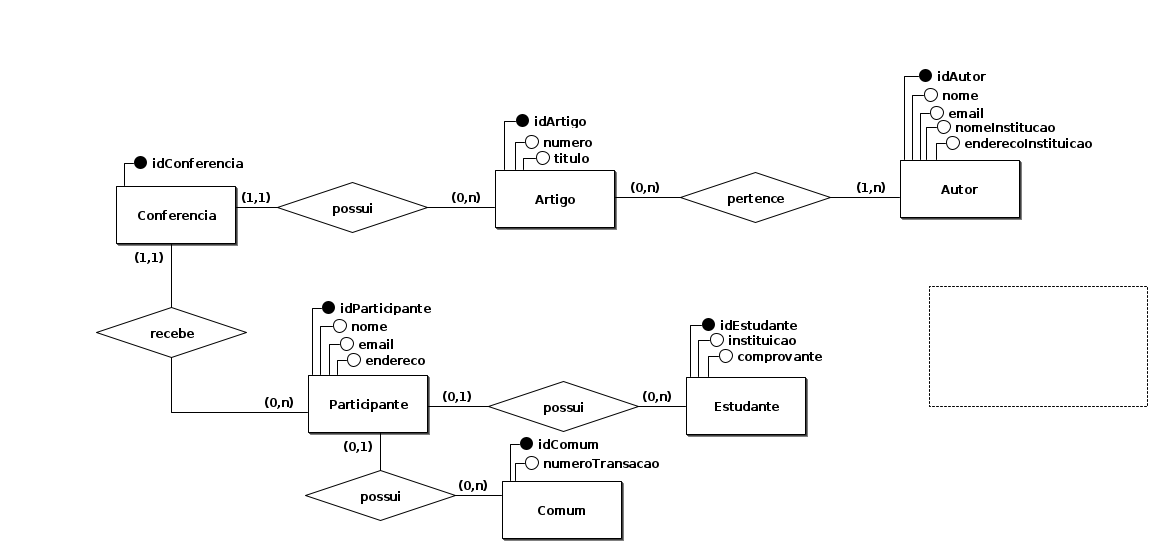 idAutor
nome
email
nomeInstitucao
enderecoInstituicao
Autor
idArtigo
numero
titulo
Artigo
idConferencia
Conferencia
(1,1)
possui
(0,n)
(0,n)
pertence
(1,n)
(1,1)
recebe
(0,n)
idParticipante
nome
email
endereco
Participante
(0,1)
possui
(0,n)
idEstudante
instituicao
comprovante
Estudante
(0,1)
possui
(0,n)
idComum
numeroTransacao
Comum